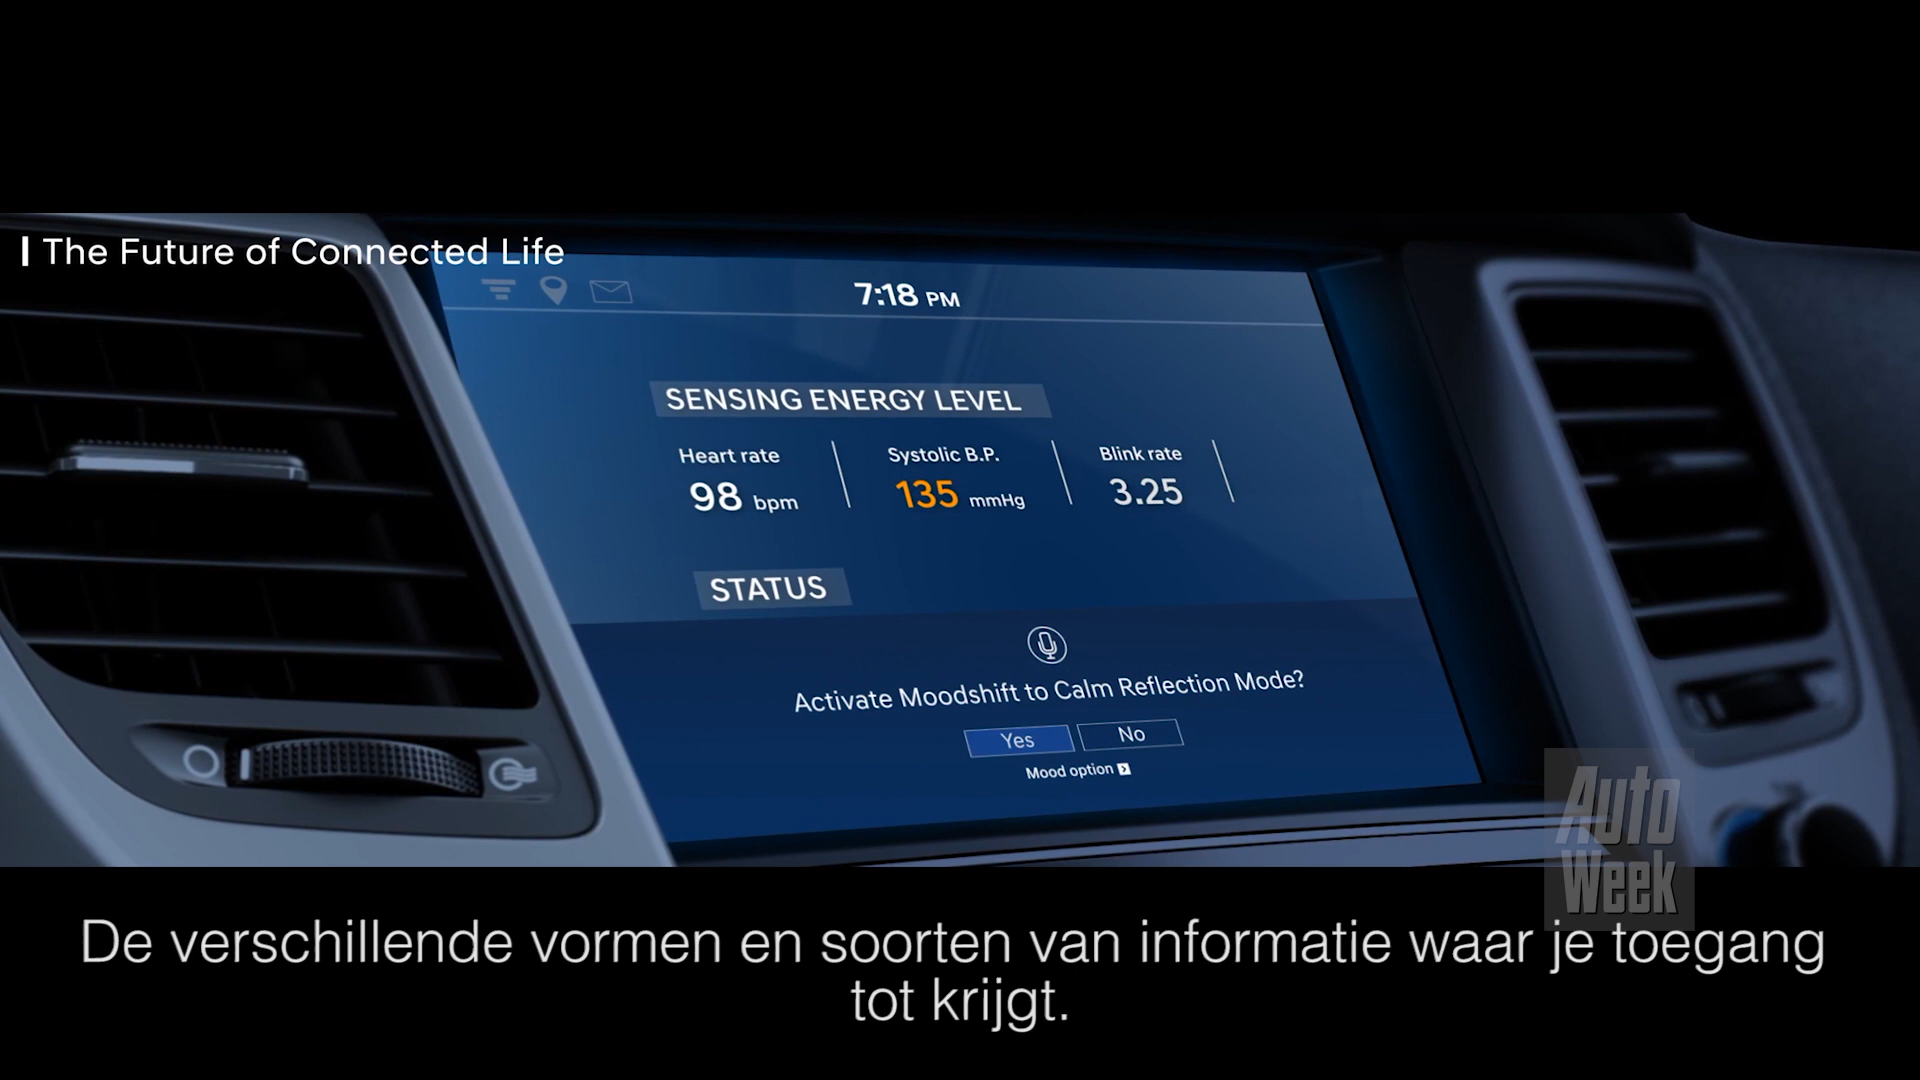 The Future of Connected Life
7:18 PM
SENSING ENERGY LEVEL
Heart rate
98 bpm
Systolic B.P.
135 mmHg
Blink rate
3.25
STATUS
Activate Moodshift to Calm Reflection Mode?
Yes
No
Mood option
Auto
Week
De verschillende vormen en soorten van informatie waar je toegang
tot krijgt.